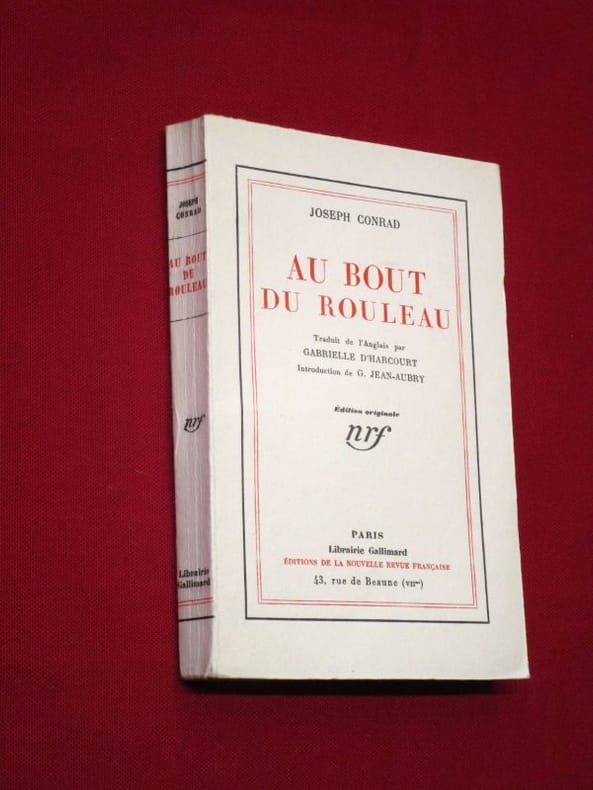 JOSEPH
CONRAD
AU BOUT
DU
ROULEAU
nrf
Librairie
Gallimard
JOSEPH CONRAD
AU BOUT
DU ROULEAU
Traduit de l'Anglais par
GABRIELLE D'HARCOURT
Introduction de G. JEAN-AUBRY
Édition originale
nrf
PARIS
Librairie Gallimard
ÉDITIONS DE LA NOUVELLE REVUE FRANÇAISE
43, rue de Beaune (VIIme)